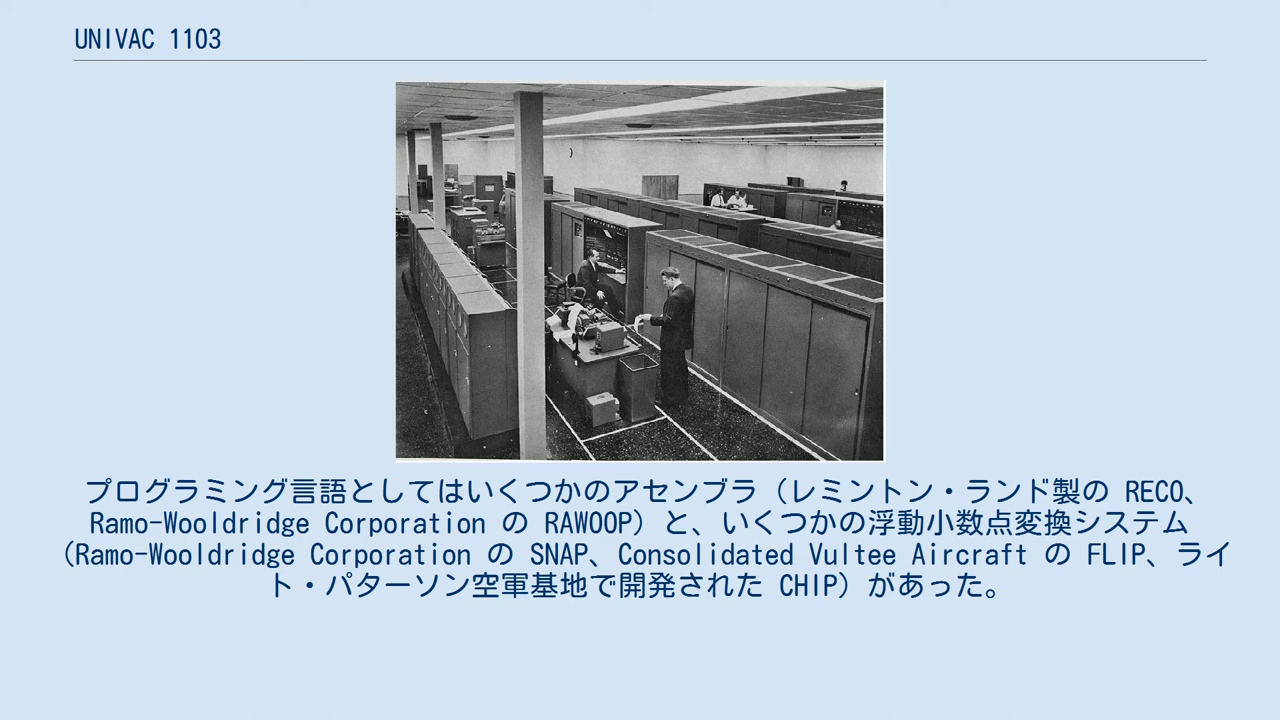 UNIVAC 1103
プログラミング言語としてはいくつかのアセンブラ（レミントン・ランド製の RECO、
Ramo-Wooldridge Corporation の RAWOOP）と、いくつかの浮動小数点変換システム
（Ramo-Wooldridge Corporation の SNAP、Consolidated Vultee Aircraft の FLIP、ライ
ト・パターソン空軍基地で開発された CHIP）があった。